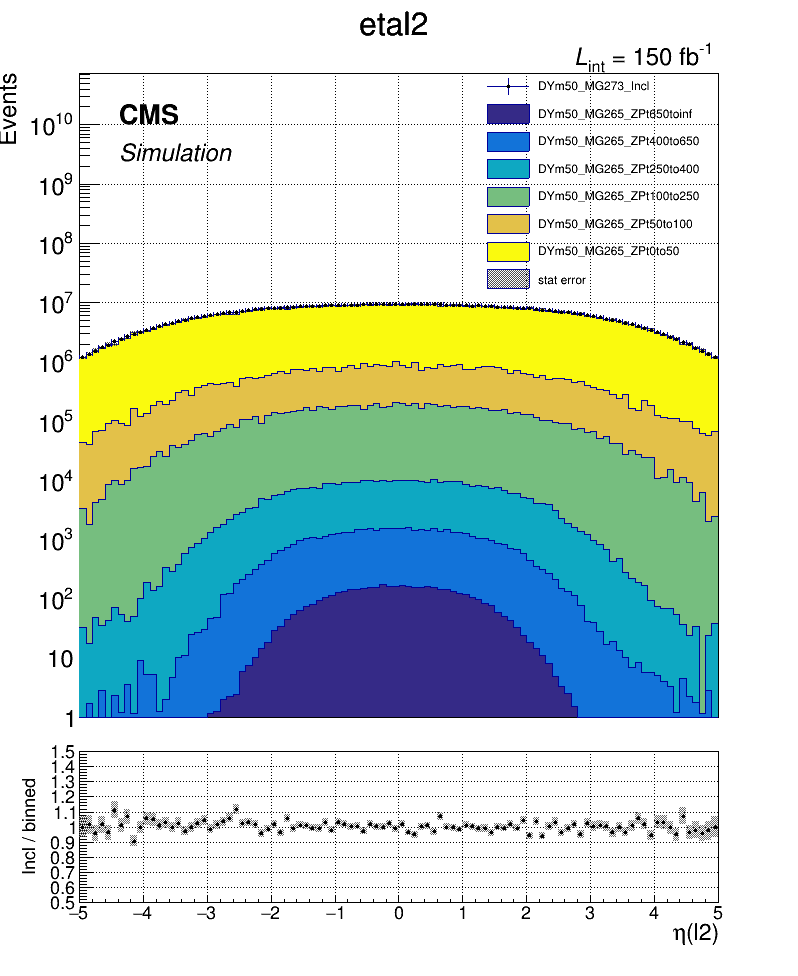 etal2
L_int = 150 fb^-1
Events
CMS
Simulation
DYm50_MG273_Incl
DYm50_MG265_ZPt650toinf
DYm50_MG265_ZPt400to650
DYm50_MG265_ZPt250to400
DYm50_MG265_ZPt100to250
DYm50_MG265_ZPt50to100
DYm50_MG265_ZPt0to50
stat error
10^10
10^9
10^8
10^7
10^6
10^5
10^4
10^3
10^2
10
1
Incl / binned
1.5
1.4
1.3
1.2
1.1
1
0.9
0.8
0.7
0.6
0.5
−5 −4 −3 −2 −1 0 1 2 3 4 5
η(l2)